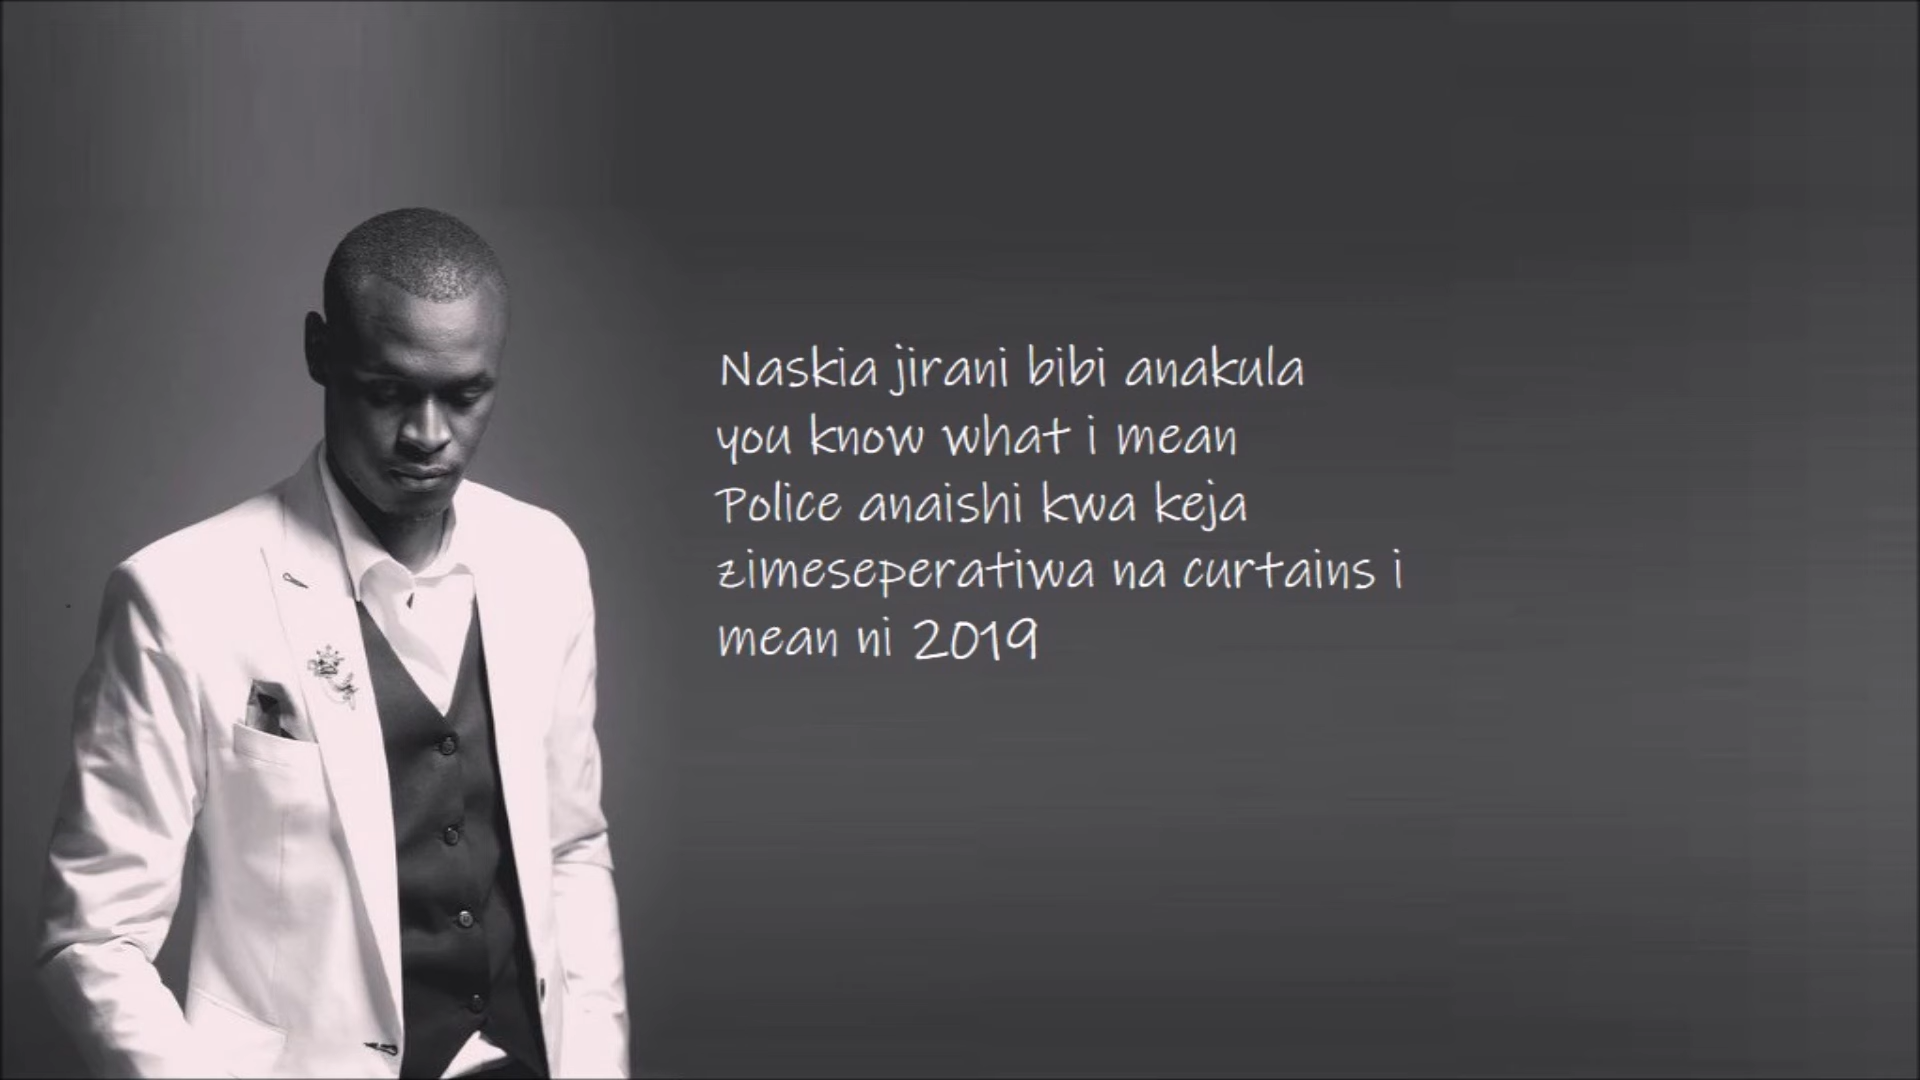 Naskia jirani bibi anakula
you know what i mean
Police anaishi kwa keja
zimeseperatiwa na curtains i
mean ni 2019